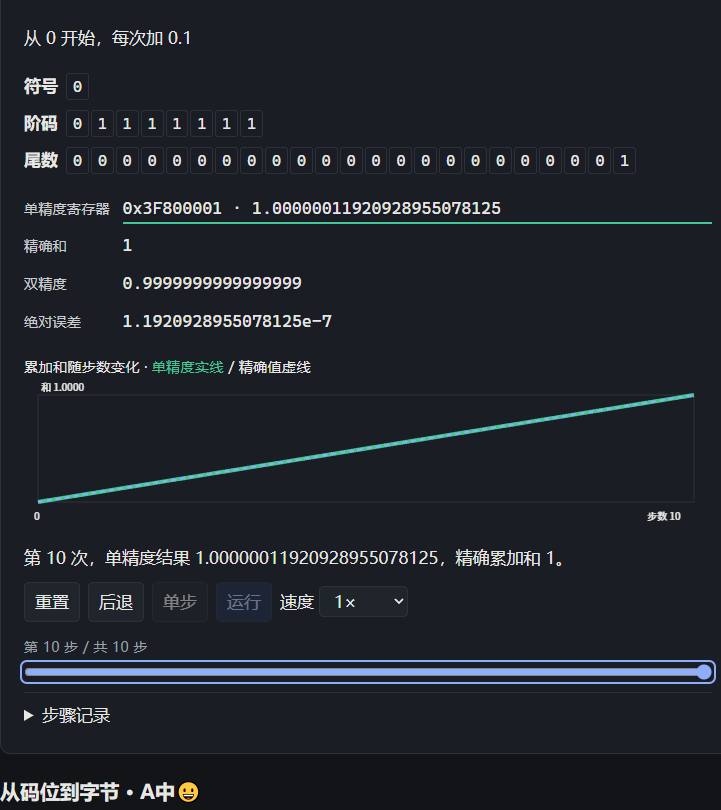 从 0 开始，每次加 0.1
符号 0
阶码 0 1 1 1 1 1 1 1
尾数 0 0 0 0 0 0 0 0 0 0 0 0 0 0 0 0 0 0 0 0 0 0 1
单精度寄存器 0x3F800001 · 1.00000011920928955078125
精确和 1
双精度 0.9999999999999999
绝对误差 1.1920928955078125e-7
累加和随步数变化 · 单精度实线 / 精确值虚线
和 1.0000
0 步数 10
第 10 次，单精度结果 1.00000011920928955078125，精确累加和 1。
重置 后退 单步 运行 速度 1×
第 10 步 / 共 10 步
▶ 步骤记录
从码位到字节 · A中😀